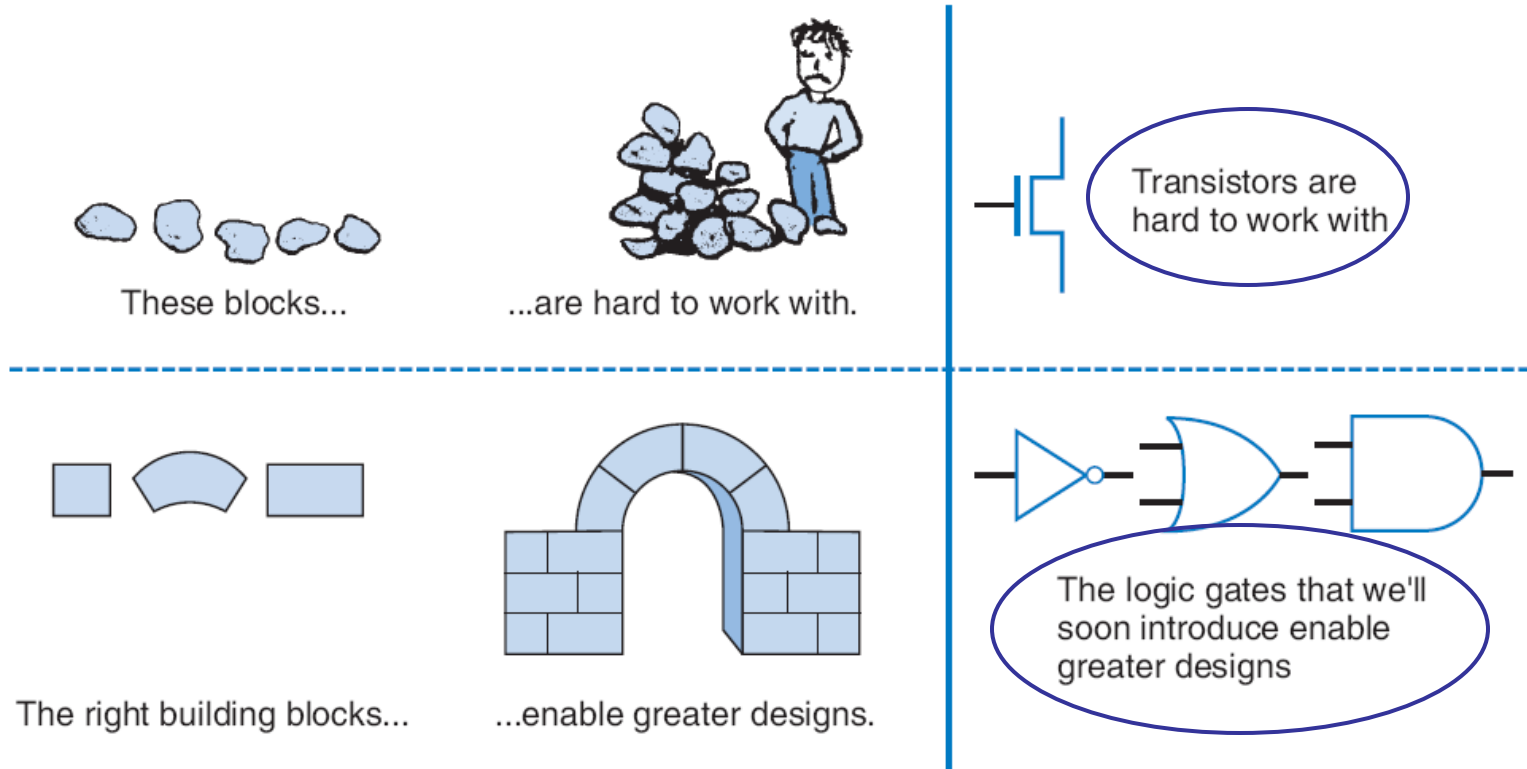 These blocks...
...are hard to work with.
Transistors are
hard to work with
The right building blocks...
...enable greater designs.
The logic gates that we'll
soon introduce enable
greater designs